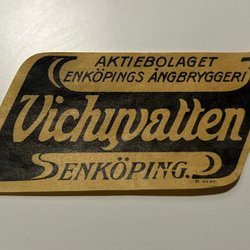 AKTIEBOLAGET
ENKÖPINGS ÅNGBRYGGERI
Vichyvatten
ENKÖPING.